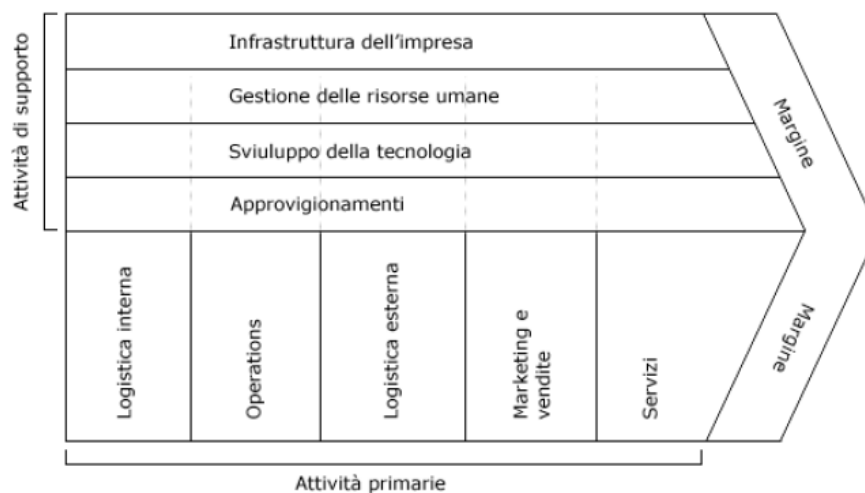 Attività di supporto
Infrastruttura dell'impresa
Gestione delle risorse umane
Sviuluppo della tecnologia
Approvigionamenti
Margine
Logistica interna
Operations
Logistica esterna
Marketing e
vendite
Servizi
Margine
Attività primarie